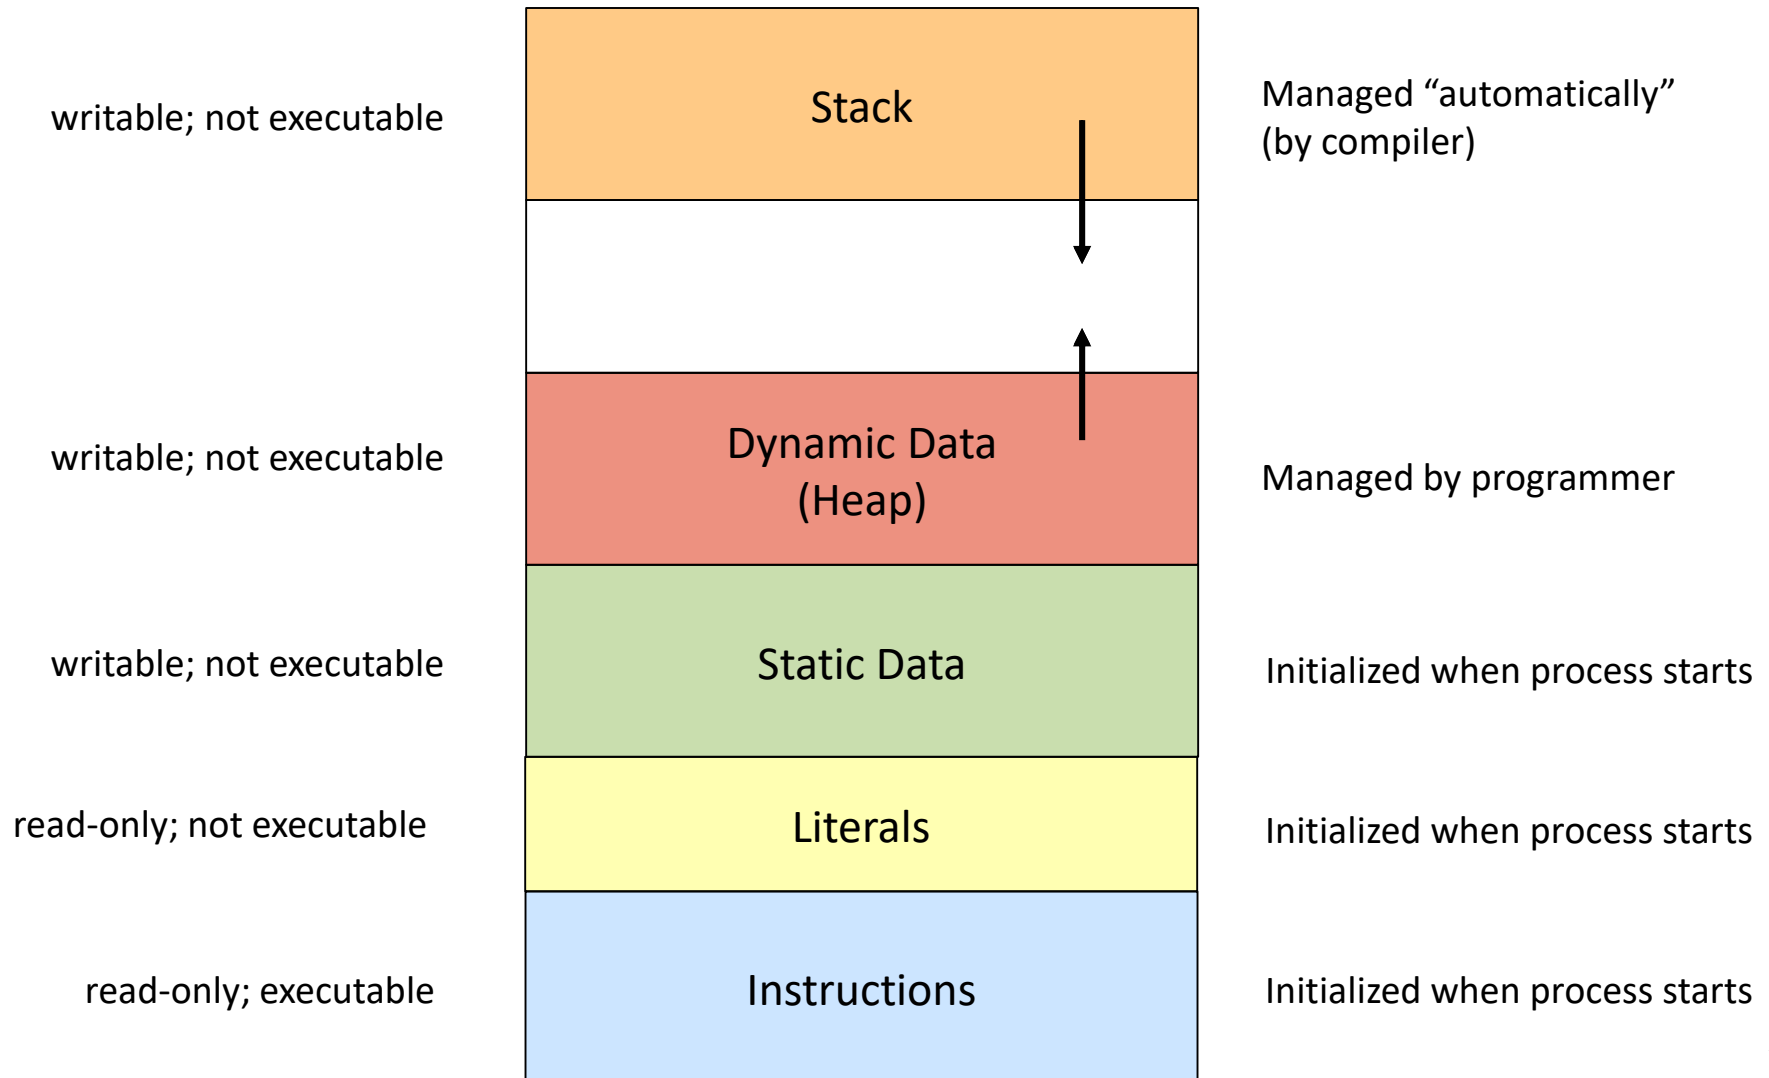 writable; not executable
Stack
Managed “automatically”
(by compiler)
writable; not executable
Dynamic Data
(Heap)
Managed by programmer
writable; not executable
Static Data
Initialized when process starts
read-only; not executable
Literals
Initialized when process starts
read-only; executable
Instructions
Initialized when process starts